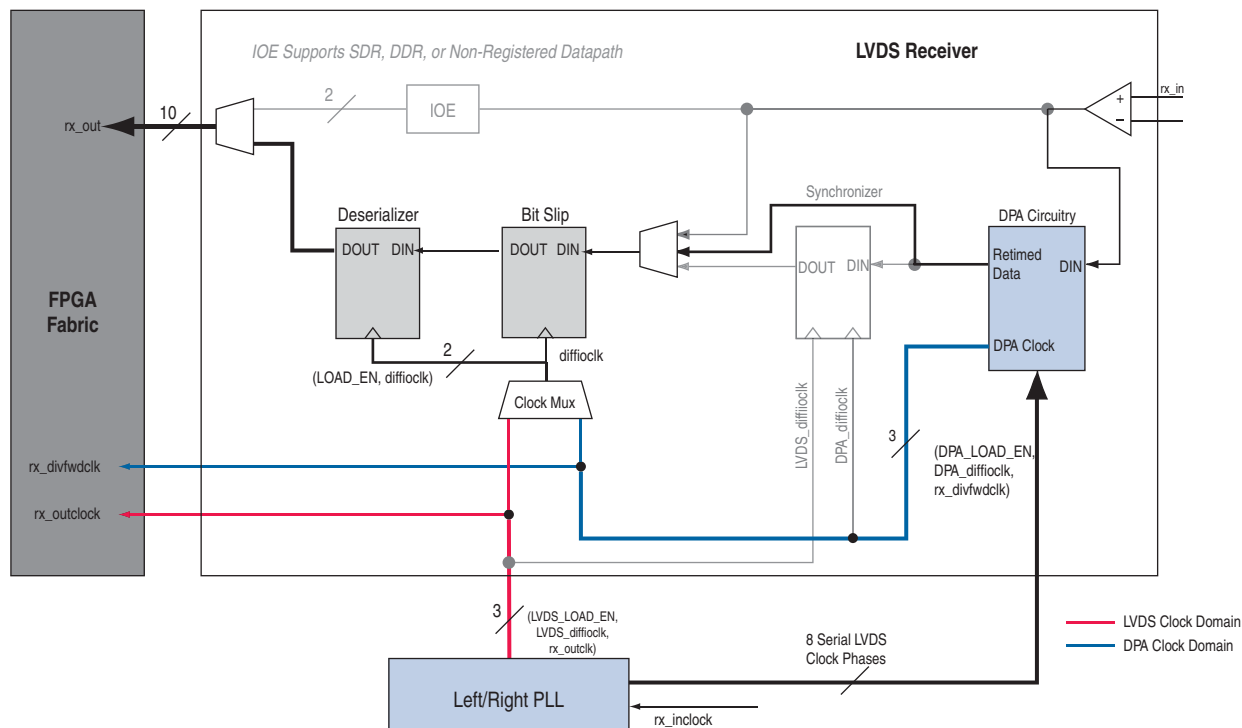 IOE Supports SDR, DDR, or Non-Registered Datapath
LVDS Receiver
2
IOE
+
–
rx_in
10
rx_out
Synchronizer
Deserializer
Bit Slip
DPA Circuitry
DOUT DIN
DOUT DIN
DOUT DIN
Retimed
Data
DIN
DPA Clock
FPGA
Fabric
2
(LOAD_EN, diffioclk)
diffioclk
Clock Mux
LVDS_diffiioclk
DPA_diffioclk
3
(DPA_LOAD_EN,
DPA_diffioclk,
rx_divfwdclk)
rx_divfwdclk
rx_outclock
3
(LVDS_LOAD_EN,
LVDS_diffioclk,
rx_outclk)
8 Serial LVDS
Clock Phases
LVDS Clock Domain
DPA Clock Domain
Left/Right PLL
rx_inclock